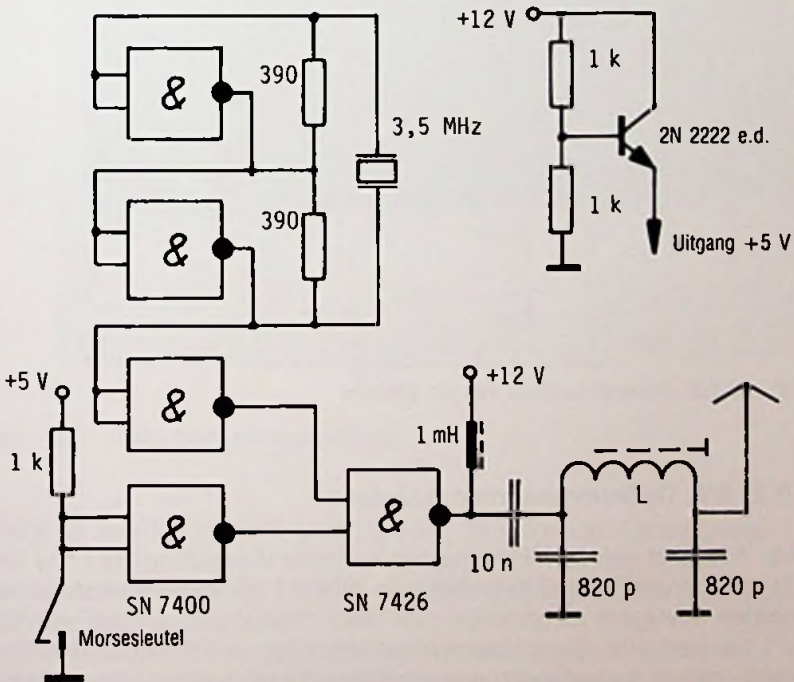 +12 V
1 k
2N 2222 e.d.
1 k
Uitgang +5 V
&
390
3,5 MHz
&
390
&
+5 V
1 k
&
SN 7400
Morsesleutel
&
SN 7426
+12 V
1 mH
10 n
L
820 p
820 p